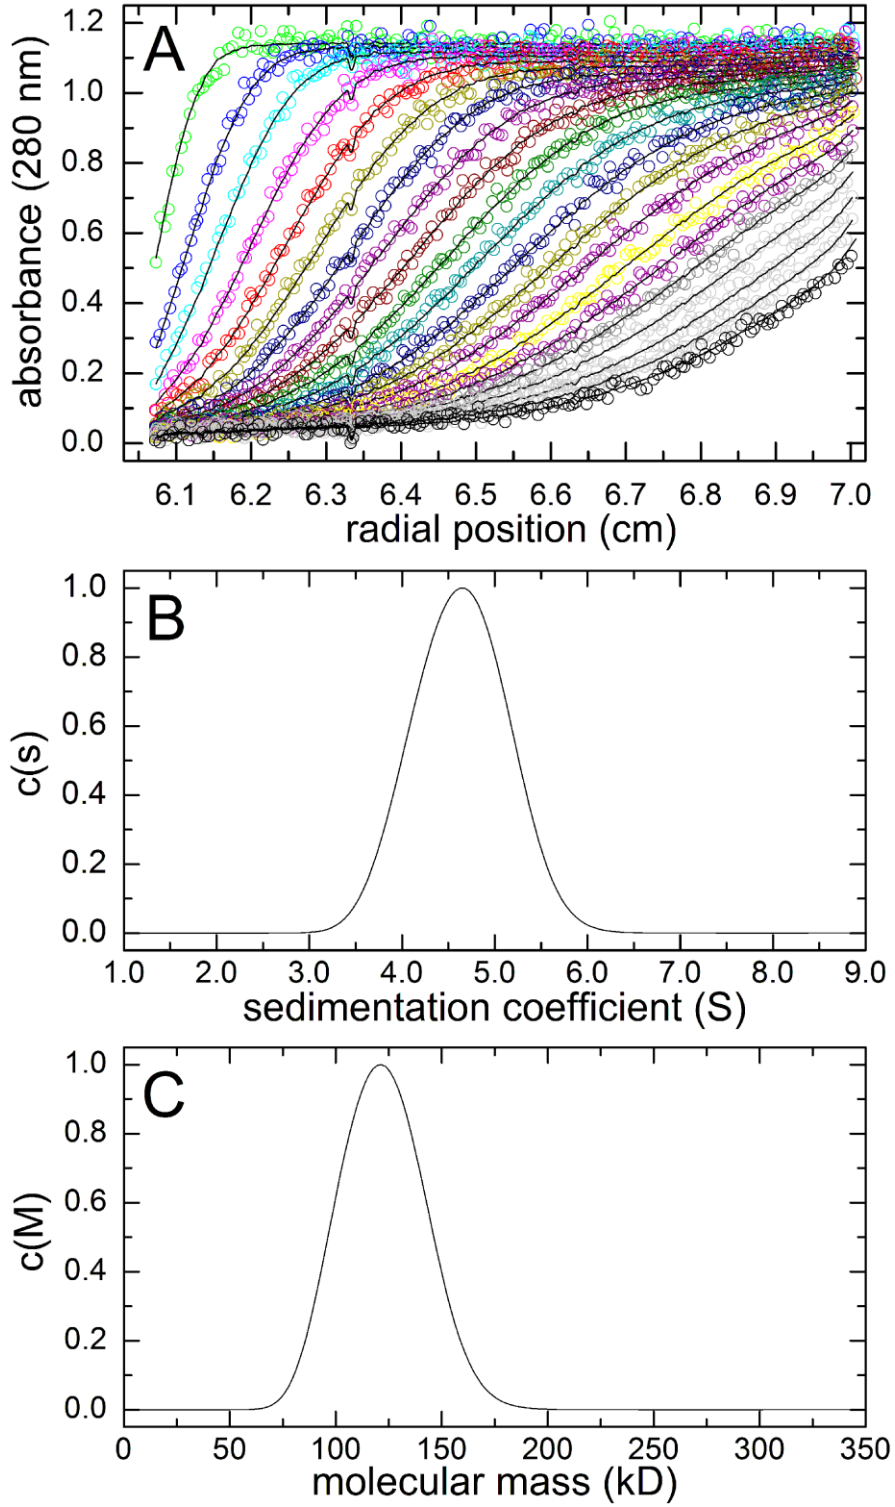 A
1.2
1.0
0.8
0.6
0.4
0.2
0.0
absorbance (280 nm)
6.1 6.2 6.3 6.4 6.5 6.6 6.7 6.8 6.9 7.0
radial position (cm)
B
1.0
0.8
0.6
0.4
0.2
0.0
c(s)
1.0 2.0 3.0 4.0 5.0 6.0 7.0 8.0 9.0
sedimentation coefficient (S)
C
1.0
0.8
0.6
0.4
0.2
0.0
c(M)
0 50 100 150 200 250 300 350
molecular mass (kD)